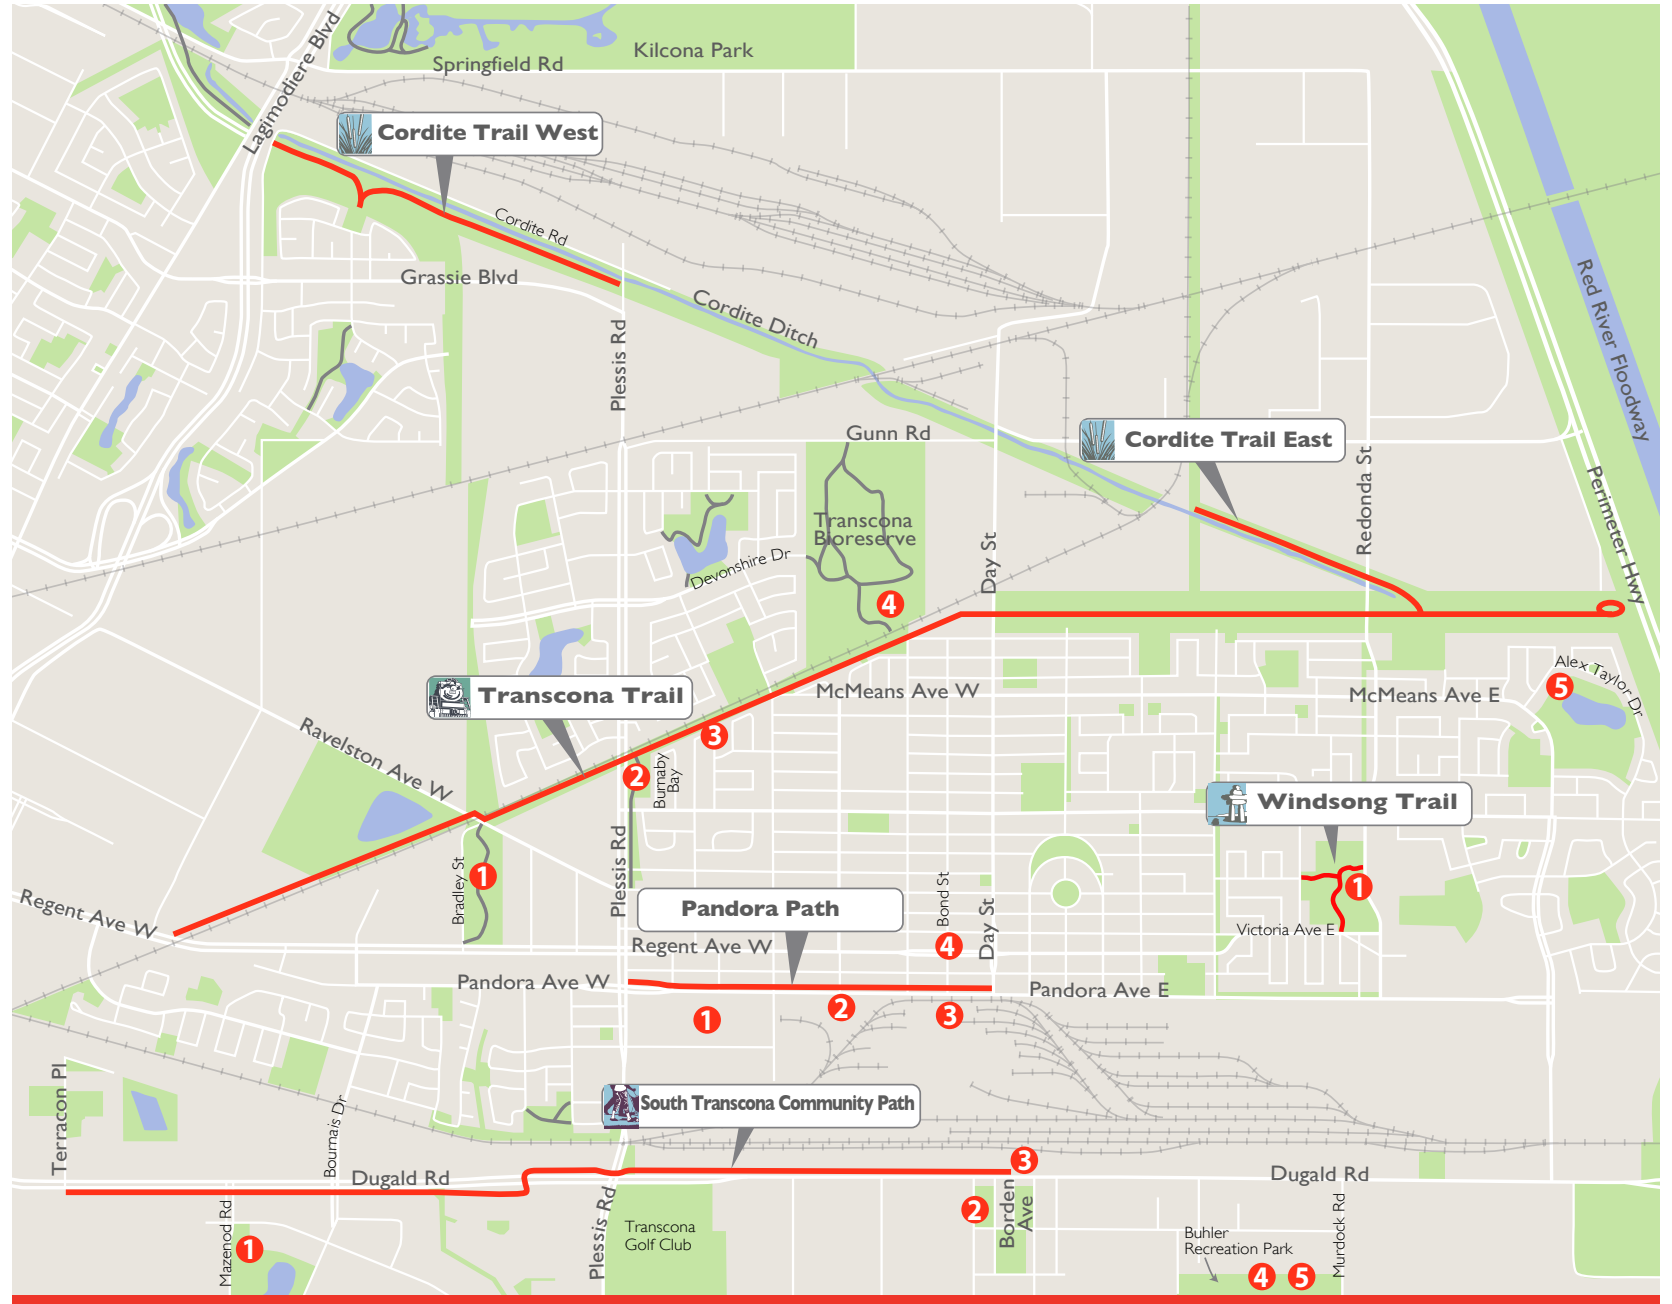 Lagimodiere Blvd
Kilcona Park
Springfield Rd
Cordite Trail West
Cordite Rd
Grassie Blvd
Cordite Ditch
Plessis Rd
Red River Floodway
Gunn Rd
Cordite Trail East
Redonda St
Perimeter Hwy
Transcona
Bioreserve
Day St
Devonshire Dr
4
Transcona Trail
McMeans Ave W
McMeans Ave E
Alex Taylor Dr
5
3
Ravelston Ave W
2
Burnaby
Bay
Windsong Trail
Plessis Rd
Bradley St
1
1
Regent Ave W
Pandora Path
Bond St
Day St
Victoria Ave E
Regent Ave W
4
Pandora Ave W
Pandora Ave E
1
2
3
Terracon Pl
Bournais Dr
South Transcona Community Path
3
Dugald Rd
Dugald Rd
Mazenod Rd
1
Plessis Rd
Transcona
Golf Club
2
Borden
Ave
Buhler
Recreation Park
Murdock Rd
4
5